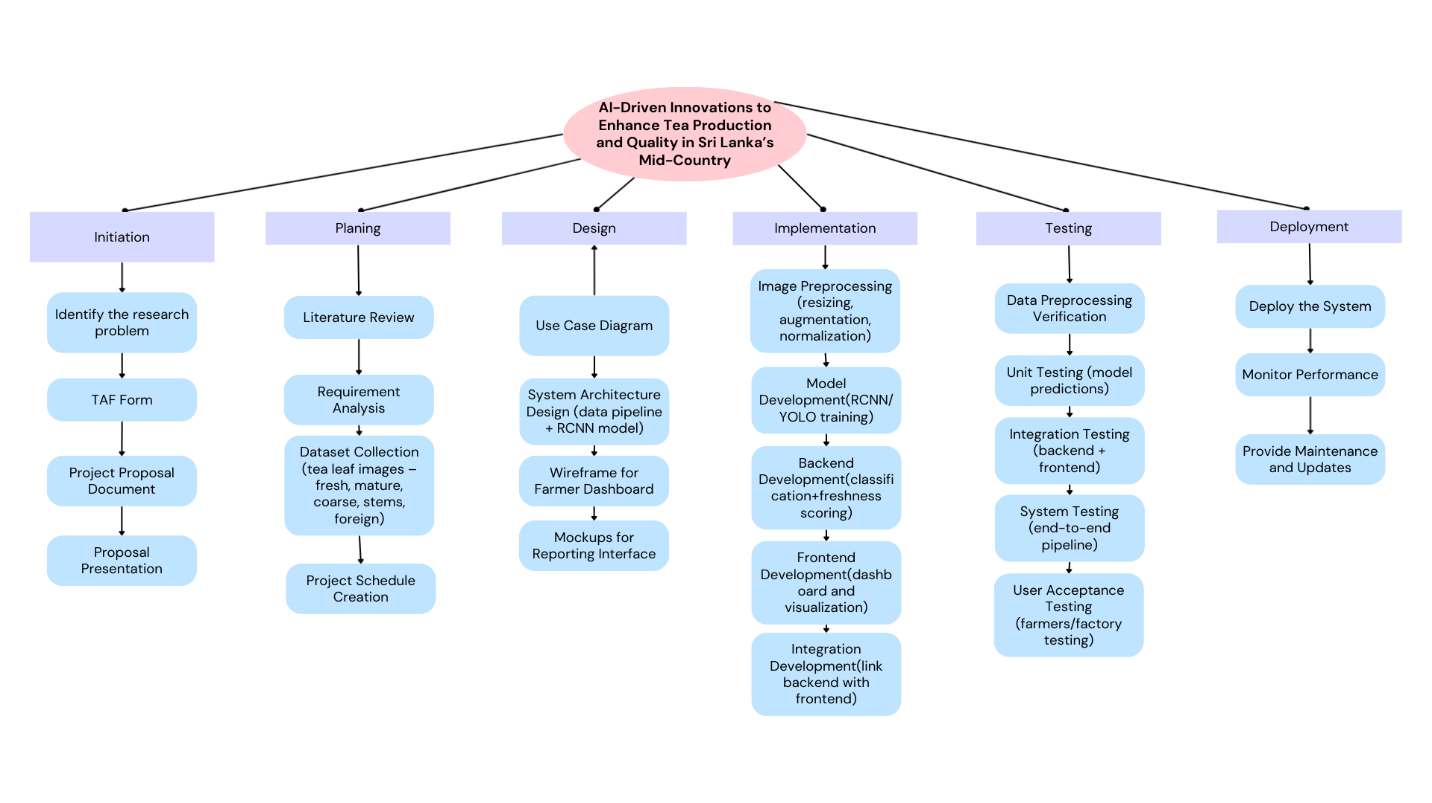 AI-Driven Innovations to
Enhance Tea Production
and Quality in Sri Lanka's
Mid-Country
Initiation
Identify the research
problem
TAF Form
Project Proposal
Document
Proposal
Presentation
Planing
Literature Review
Requirement
Analysis
Dataset Collection
(tea leaf images –
fresh, mature,
coarse, stems,
foreign)
Project Schedule
Creation
Design
Use Case Diagram
System Architecture
Design (data pipeline
+ RCNN model)
Wireframe for
Farmer Dashboard
Mockups for
Reporting Interface
Implementation
Image Preprocessing
(resizing,
augmentation,
normalization)
Model
Development(RCNN/
YOLO training)
Backend
Development(classifi
cation+freshness
scoring)
Frontend
Development(dashb
oard and
visualization)
Integration
Development(link
backend with
frontend)
Testing
Data Preprocessing
Verification
Unit Testing (model
predictions)
Integration Testing
(backend +
frontend)
System Testing
(end-to-end
pipeline)
User Acceptance
Testing
(farmers/factory
testing)
Deployment
Deploy the System
Monitor Performance
Provide Maintenance
and Updates